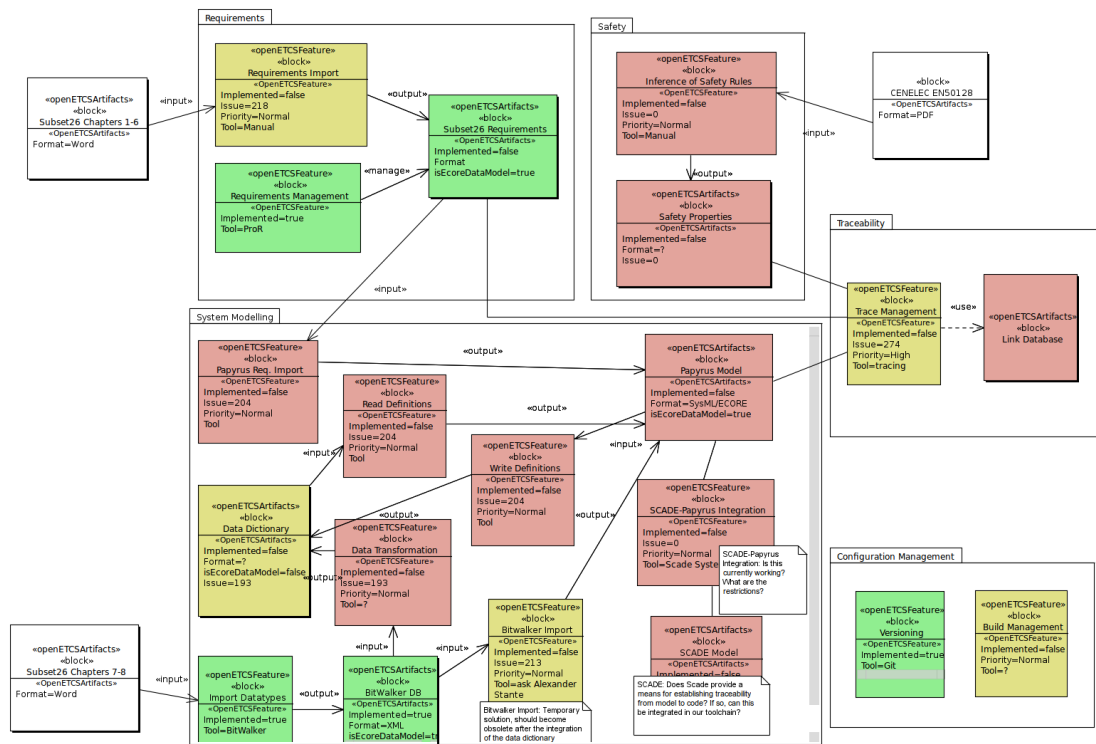 Requirements
«openETCSFeature»
«block»
Requirements Import
«OpenETCSFeature»
Implemented=false
Issue=218
Priority=Normal
Tool=Manual
«openETCSArtifacts»
«block»
Subset26 Chapters 1-6
«OpenETCSArtifacts»
Format=Word
«input»
«output»
«openETCSArtifacts»
«block»
Subset26 Requirements
«OpenETCSArtifacts»
Implemented=false
Format
isEcoreDataModel=true
«manage»
«openETCSFeature»
«block»
Requirements Management
«OpenETCSFeature»
Implemented=true
Tool=ProR
«input»
Safety
«openETCSFeature»
«block»
Inference of Safety Rules
«OpenETCSFeature»
Implemented=false
Issue=0
Priority=Normal
Tool=Manual
«block»
CENELEC EN50128
Format=PDF
«input»
«output»
«openETCSArtifacts»
«block»
Safety Properties
«OpenETCSArtifacts»
Implemented=false
Format=?
Issue=0
Traceability
«openETCSFeature»
«block»
Trace Management
«OpenETCSFeature»
Implemented=false
Issue=274
Priority=High
Tool=tracing
«use»
«openETCSArtifacts»
«block»
Link Database
System Modelling
«openETCSFeature»
«block»
Papyrus Req. Import
«OpenETCSFeature»
Implemented=false
Issue=204
Priority=Normal
Tool
«output»
«openETCSArtifacts»
«block»
Papyrus Model
«OpenETCSArtifacts»
Implemented=false
Format=SysML/ECORE
isEcoreDataModel=true
«openETCSFeature»
«block»
Read Definitions
«OpenETCSFeature»
Implemented=false
Issue=204
Priority=Normal
Tool
«output»
«input»
«input»
«openETCSFeature»
«block»
Write Definitions
«OpenETCSFeature»
Implemented=false
Issue=204
Priority=Normal
Tool
«output»
«openETCSArtifacts»
«block»
Data Dictionary
«OpenETCSArtifacts»
Implemented=false
Format=?
isEcoreDataModel=false
Issue=193
«output»
«openETCSFeature»
«block»
Data Transformation
«OpenETCSFeature»
Implemented=false
Issue=193
Priority=Normal
Tool=?
«output»
«openETCSFeature»
«block»
SCADE-Papyrus Integration
«OpenETCSFeature»
Implemented=false
Issue=0
Priority=Normal
Tool=Scade Syste
SCADE-Papyrus
Integration: Is this
currently working?
What are the
restrictions?
«openETCSFeature»
«block»
Bitwalker Import
«OpenETCSFeature»
Implemented=false
Issue=213
Priority=Normal
Tool=ask Alexander
Stante
Bitwalker Import: Temporary
solution, should become
obsolete after the integration
of the data dictionary
«openETCSArtifacts»
«block»
SCADE Model
«OpenETCSArtifacts»
Implemented=false
SCADE: Does Scade provide a
means for establishing traceability
from model to code? If so, can this
be integrated in our toolchain?
«input»
«input»
«openETCSArtifacts»
«block»
Subset26 Chapters 7-8
«OpenETCSArtifacts»
Format=Word
«input»
«openETCSFeature»
«block»
Import Datatypes
«OpenETCSFeature»
Implemented=true
Tool=BitWalker
«output»
«openETCSArtifacts»
«block»
BitWalker DB
«OpenETCSArtifacts»
Implemented=true
Format=XML
isEcoreDataModel=tr
Configuration Management
«openETCSFeature»
«block»
Versioning
«OpenETCSFeature»
Implemented=true
Tool=Git
«openETCSFeature»
«block»
Build Management
«OpenETCSFeature»
Implemented=false
Priority=Normal
Tool=?